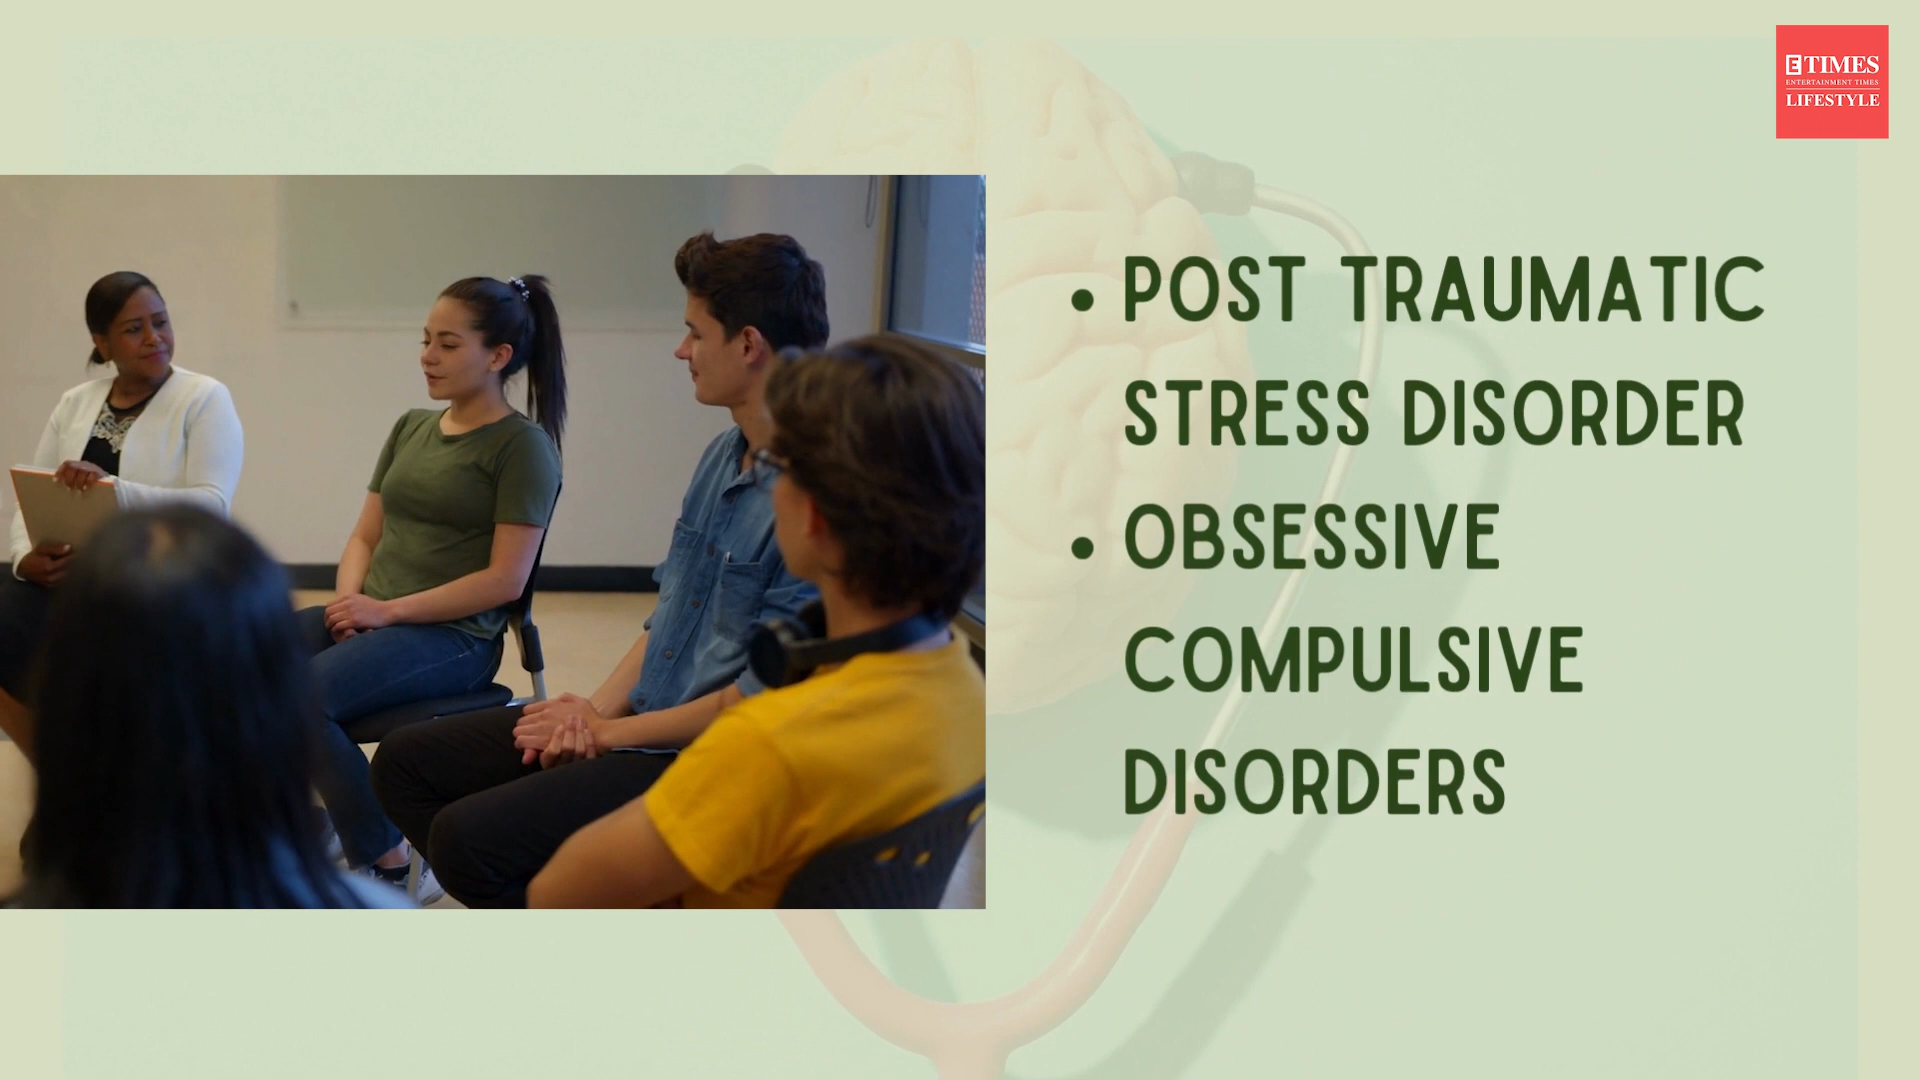 ETIMES
ENTERTAINMENT TIMES
LIFESTYLE
• POST TRAUMATIC
STRESS DISORDER
• OBSESSIVE
COMPULSIVE
DISORDERS